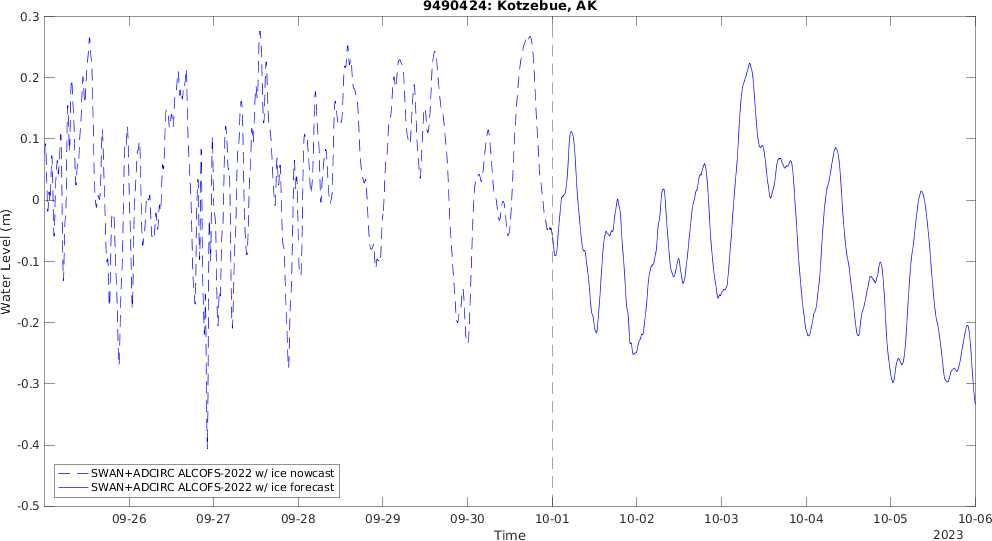 9490424: Kotzebue, AK
0.3
0.2
0.1
0
-0.1
-0.2
-0.3
-0.4
-0.5
Water Level (m)
SWAN+ADCIRC ALCOFS-2022 w/ ice nowcast
SWAN+ADCIRC ALCOFS-2022 w/ ice forecast
09-26 09-27 09-28 09-29 09-30 10-01 10-02 10-03 10-04 10-05 10-06
Time
2023